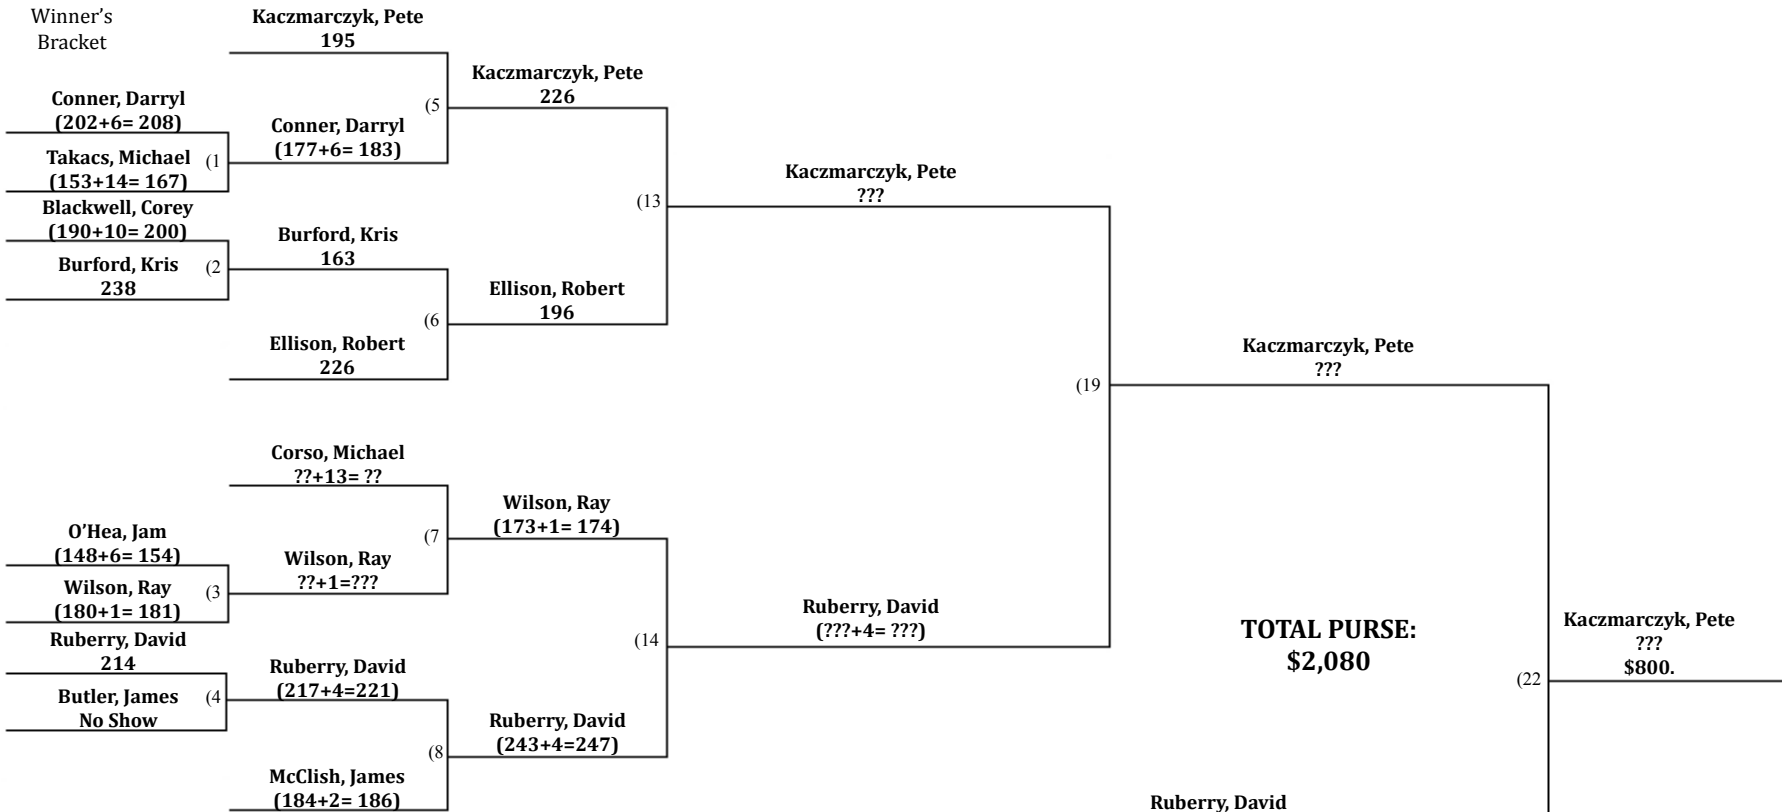 Winner's
Bracket
Kaczmarczyk, Pete
195
Conner, Darryl
(202+6= 208)
(1
Takacs, Michael
(153+14= 167)
Conner, Darryl
(177+6= 183)
(5
Kaczmarczyk, Pete
226
Blackwell, Corey
(190+10= 200)
(2
Burford, Kris
238
Burford, Kris
163
(6
Ellison, Robert
226
Ellison, Robert
196
(13
Kaczmarczyk, Pete
???
Corso, Michael
??+13= ??
O'Hea, Jam
(148+6= 154)
(3
Wilson, Ray
(180+1= 181)
Wilson, Ray
??+1=???
(7
Wilson, Ray
(173+1= 174)
Ruberry, David
214
(4
Butler, James
No Show
Ruberry, David
(217+4=221)
(8
McClish, James
(184+2= 186)
Ruberry, David
(243+4=247)
(14
Ruberry, David
(???+4= ???)
(19
Kaczmarczyk, Pete
???
TOTAL PURSE:
$2,080
(22
Kaczmarczyk, Pete
???
$800.
Ruberry, David